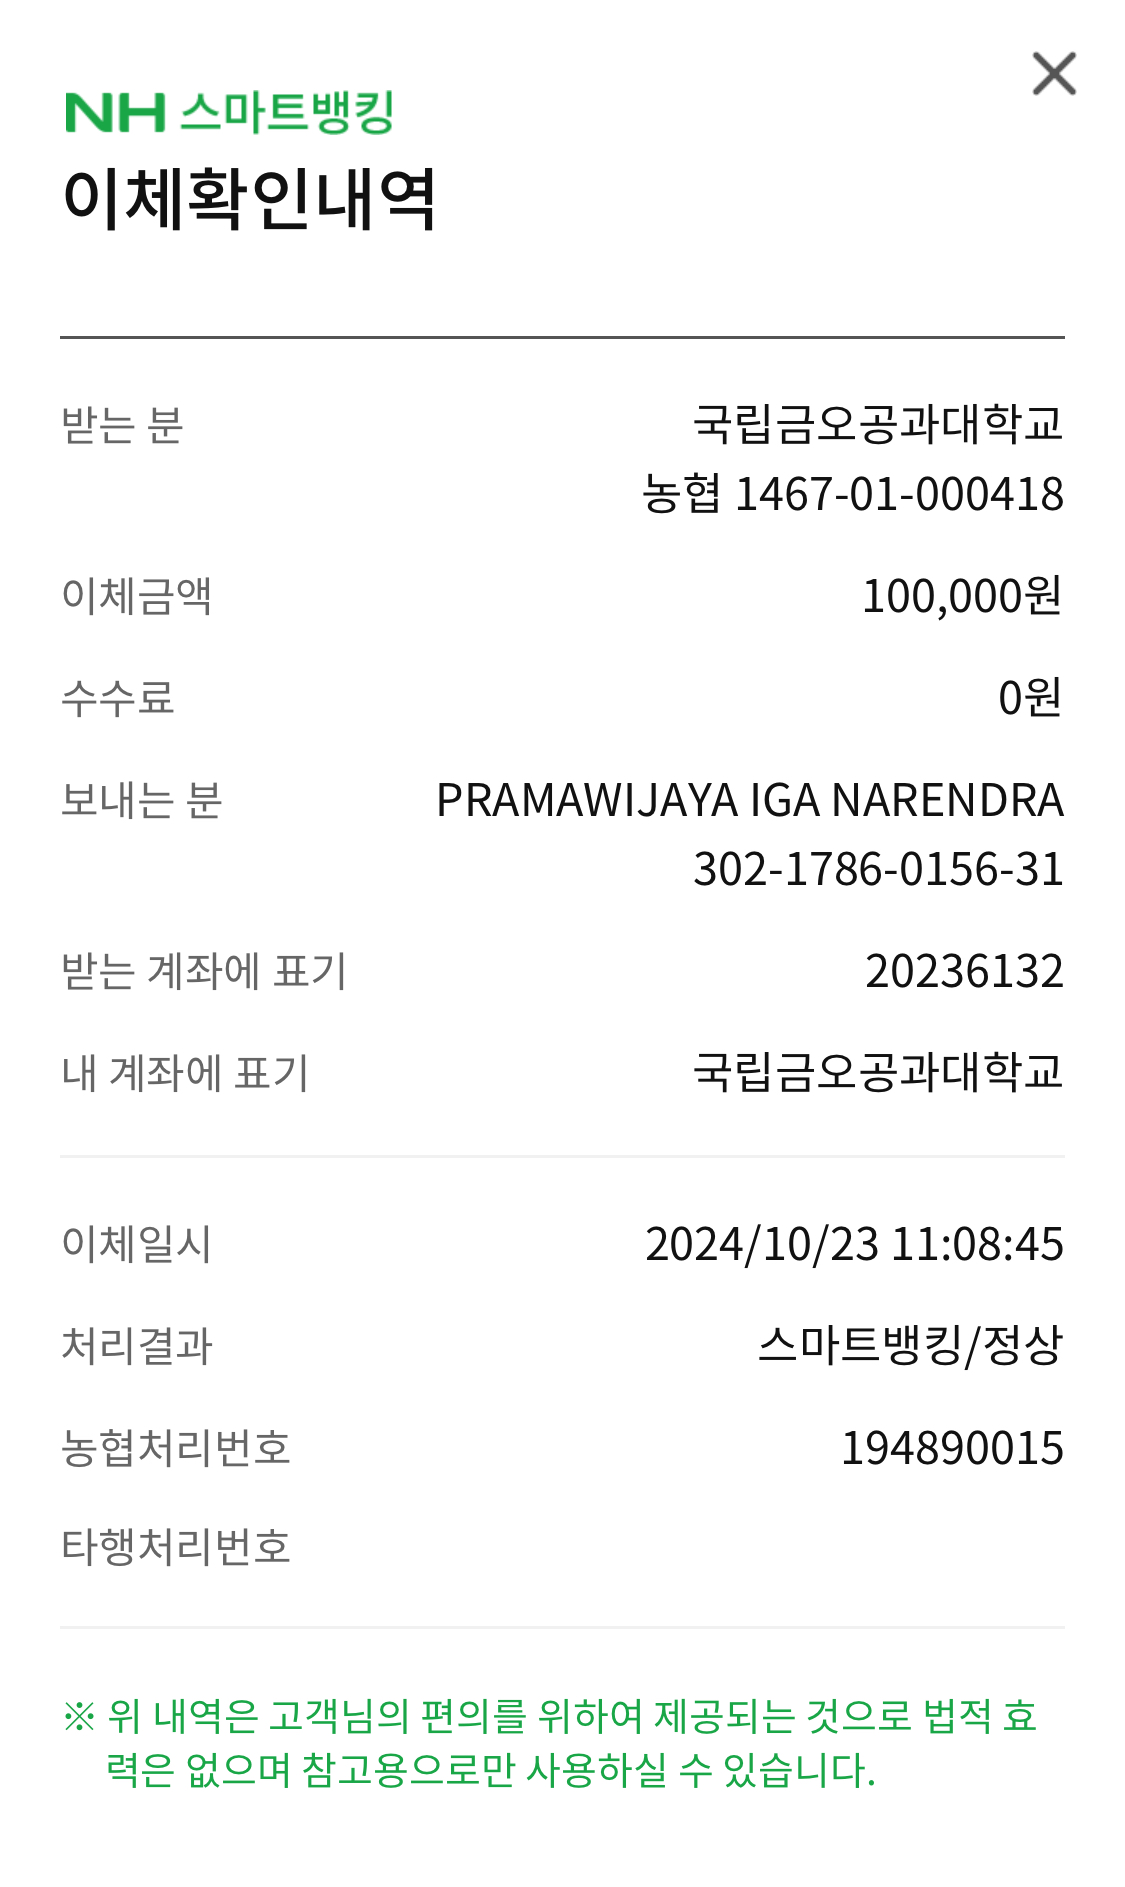 NH 스마트뱅킹
이체확인내역
받는 분 국립금오공과대학교
농협 1467-01-000418
이체금액 100,000원
수수료 0원
보내는 분 PRAMAWIJAYA IGA NARENDRA
302-1786-0156-31
받는 계좌에 표기 20236132
내 계좌에 표기 국립금오공과대학교
이체일시 2024/10/23 11:08:45
처리결과 스마트뱅킹/정상
농협처리번호 194890015
타행처리번호
※ 위 내역은 고객님의 편의를 위하여 제공되는 것으로 법적 효
력은 없으며 참고용으로만 사용하실 수 있습니다.